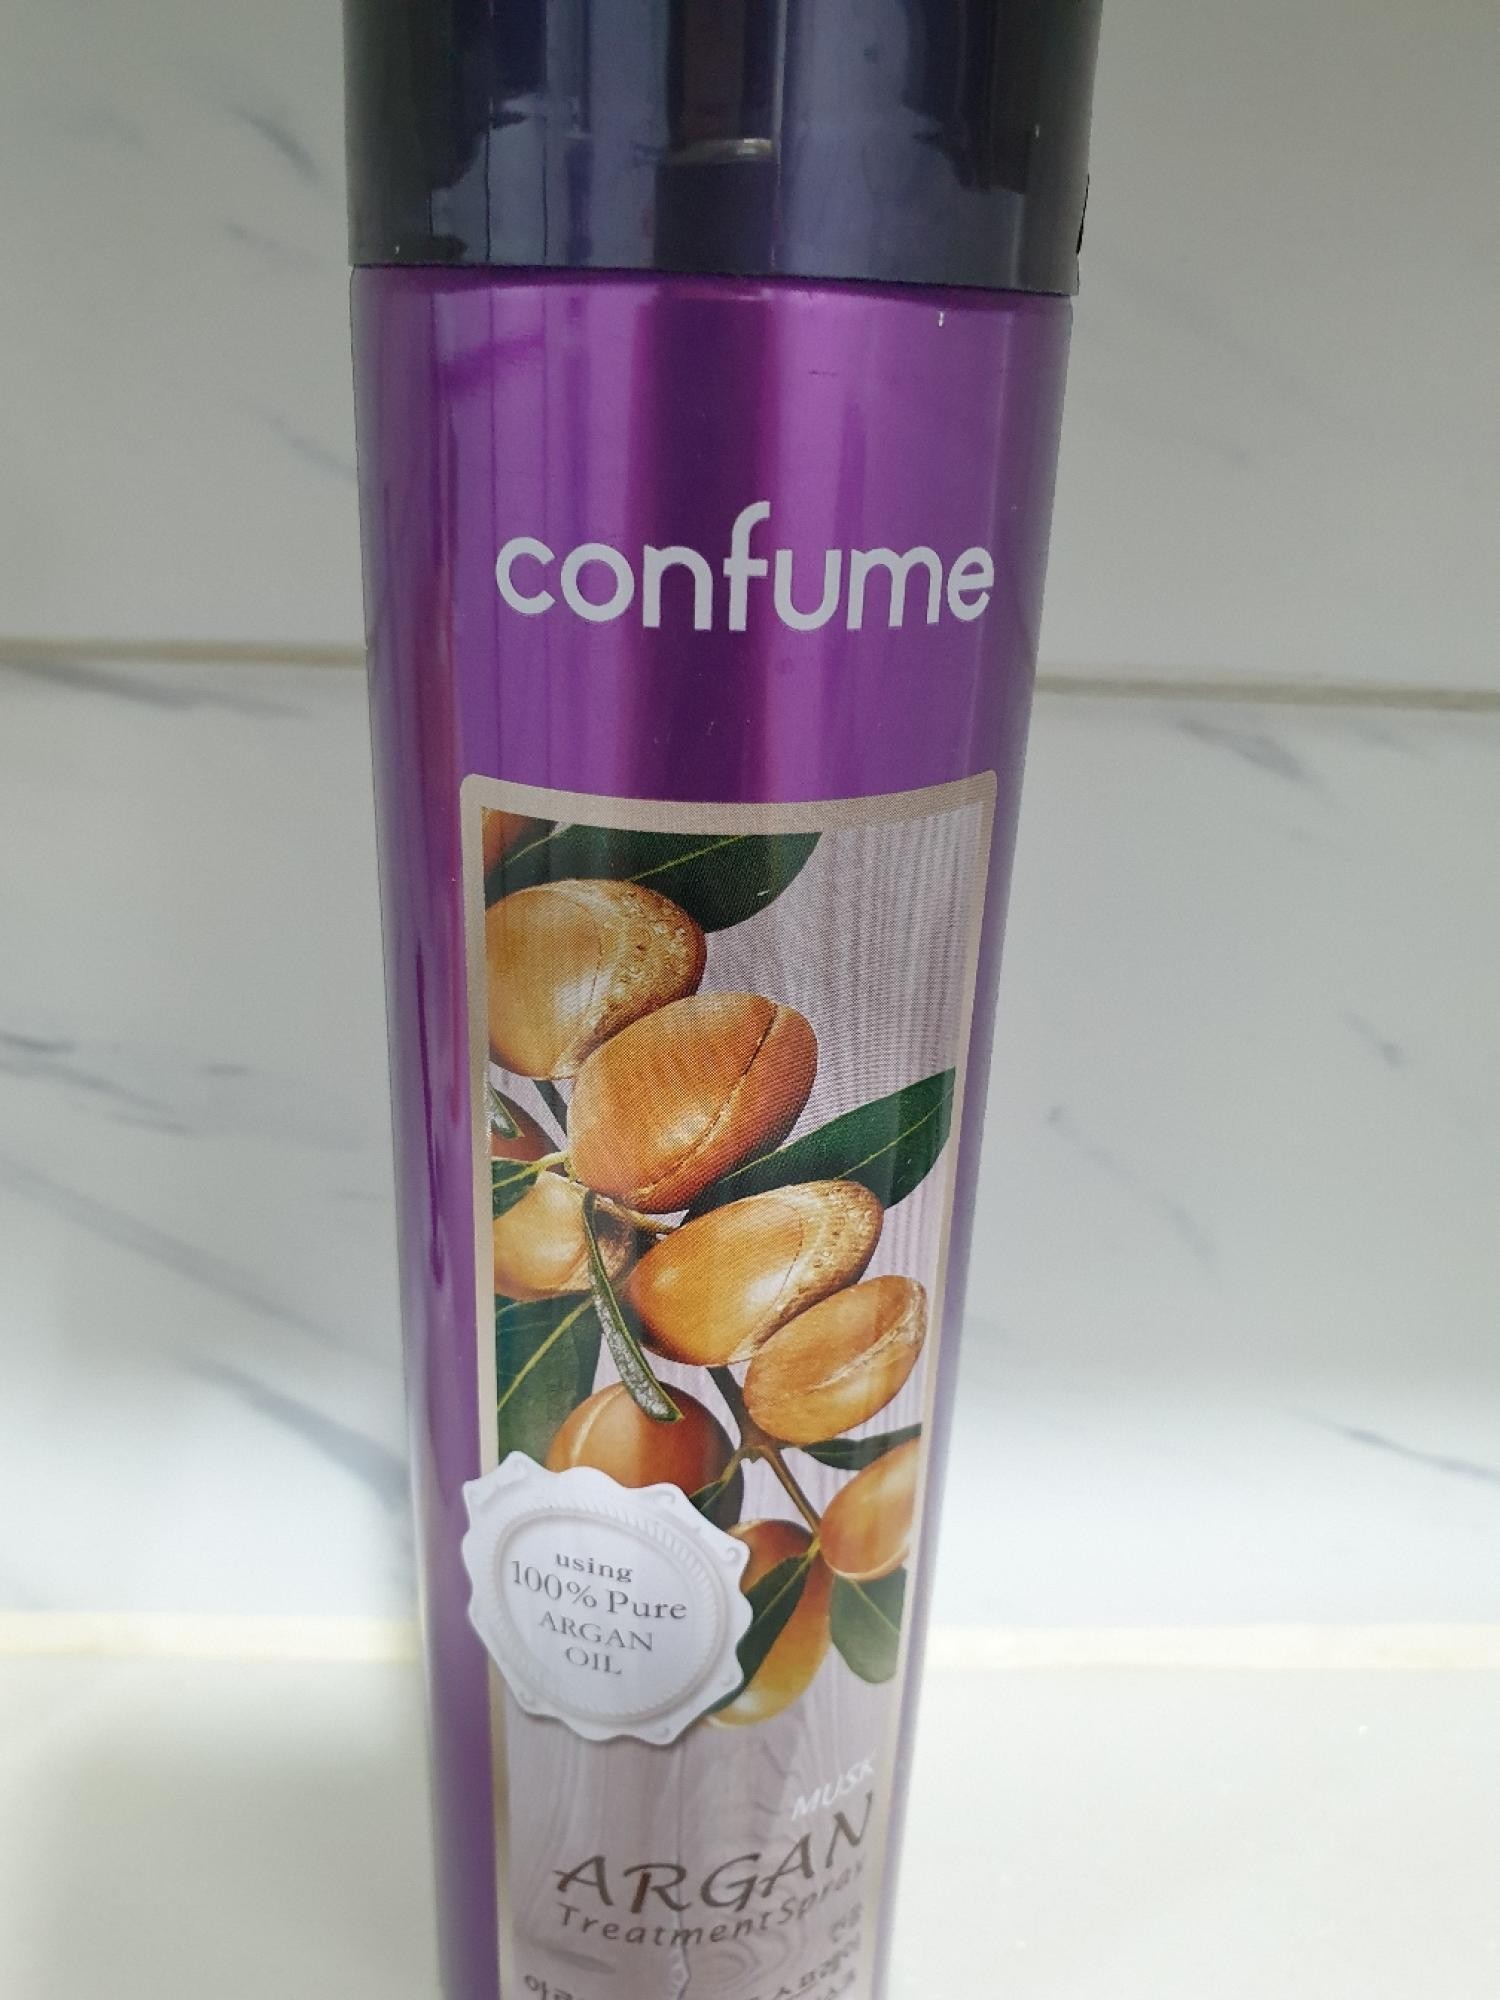 confume
using
100% Pure
ARGAN
OIL
MUSK
ARGAN
Treatment Spray